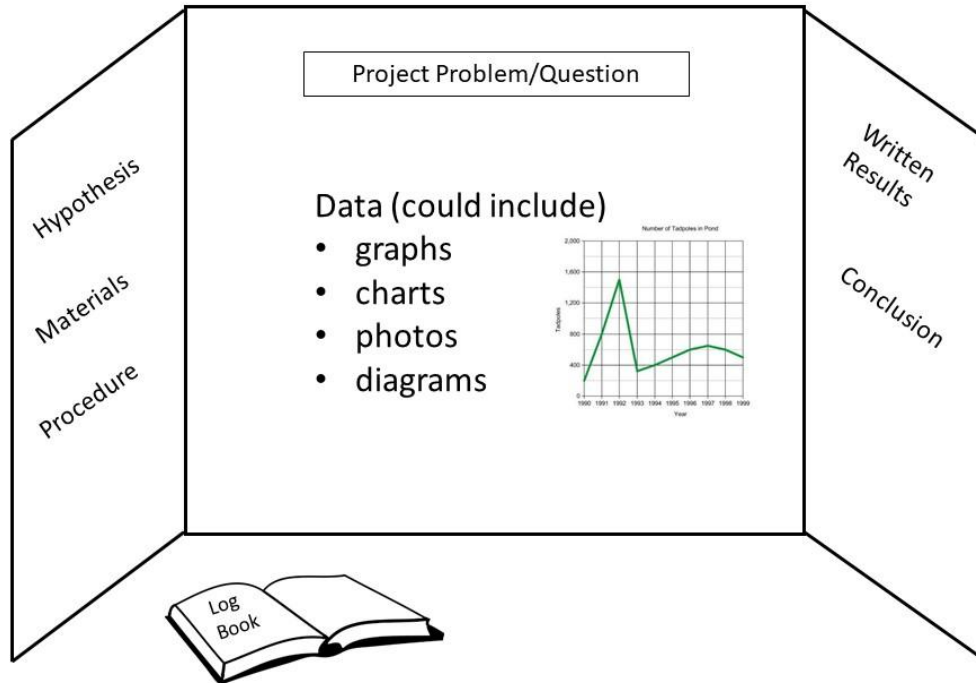 Project Problem/Question
Hypothesis
Materials
Procedure
Data (could include)
• graphs
• charts
• photos
• diagrams
Number of Tadpoles in Pond
2,000
1,600
1,200
800
400
0
Tadpoles
1990 1991 1992 1993 1994 1995 1996 1997 1998 1999
Year
Written
Results
Conclusion
Log
Book